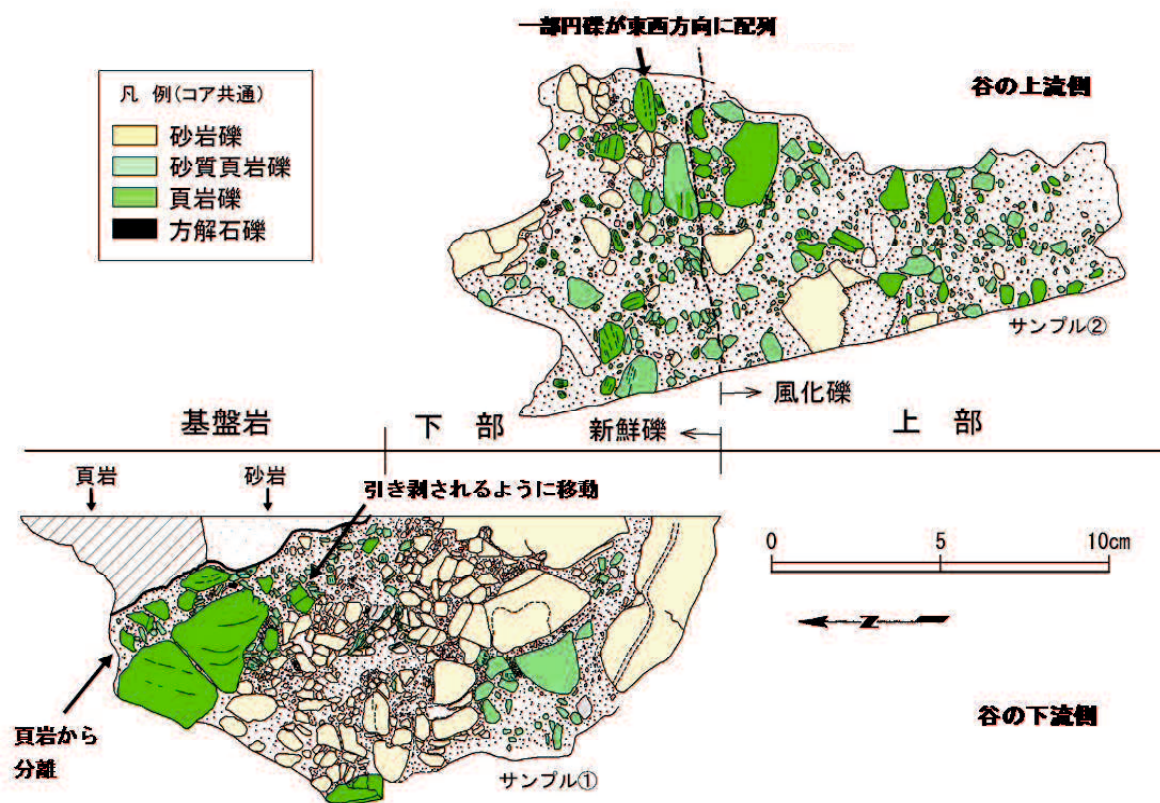 一部円礫が東西方向に配列
谷の上流側
凡 例(コア共通)
砂岩礫
砂質頁岩礫
頁岩礫
方解石礫
サンプル②
風化礫
基盤岩
下 部
新鮮礫
上 部
頁岩
砂岩
引き剥されるように移動
0 5 10cm
N
頁岩から
分離
谷の下流側
サンプル①